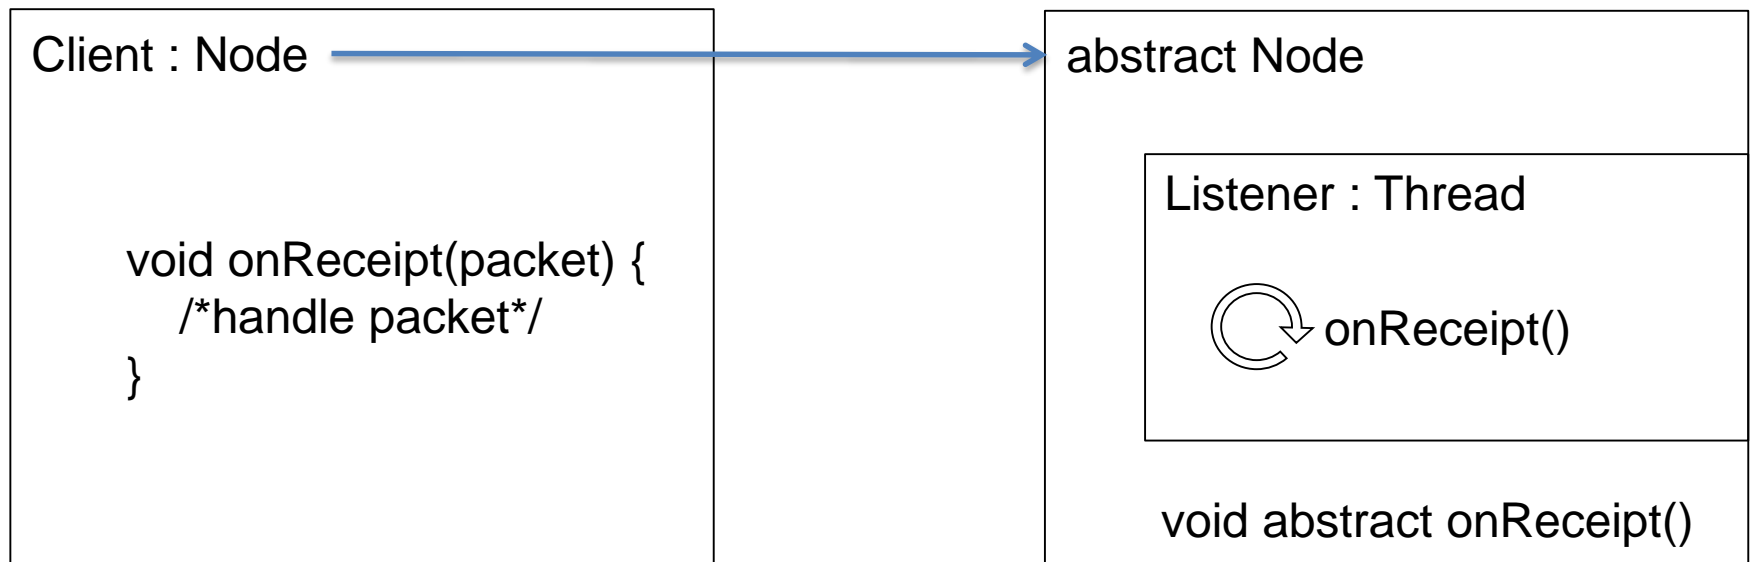 Client : Node
void onReceipt(packet) {
/*handle packet*/
}
abstract Node
Listener : Thread
onReceipt()
void abstract onReceipt()